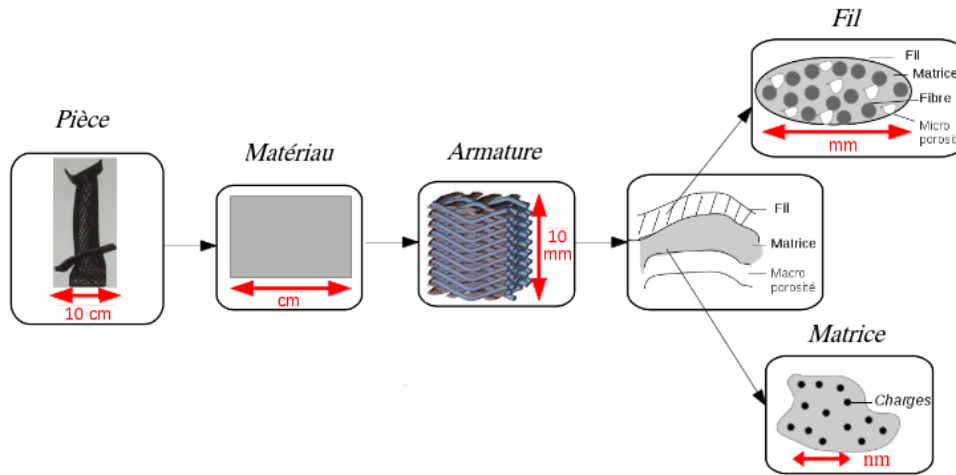 Pièce
10 cm
Matériau
cm
Armature
10
mm
Fil
Matrice
Macro
porosité
Fil
Fil
Matrice
Fibre
Micro
porosité
mm
Matrice
Charges
nm